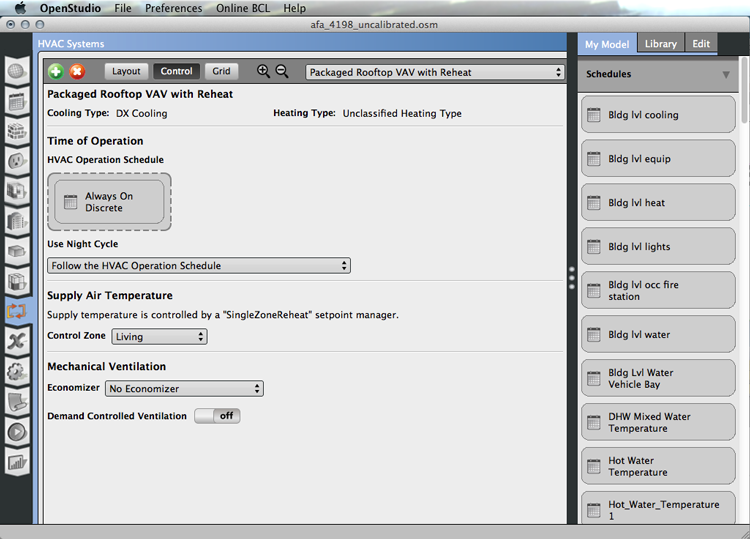 OpenStudio File Preferences Online BCL Help
afa_4198_uncalibrated.osm
HVAC Systems
My Model Library Edit
Layout Control Grid Packaged Rooftop VAV with Reheat
Schedules
Packaged Rooftop VAV with Reheat
Cooling Type: DX Cooling Heating Type: Unclassified Heating Type
Time of Operation
HVAC Operation Schedule
Always On
Discrete
Use Night Cycle
Follow the HVAC Operation Schedule
Supply Air Temperature
Supply temperature is controlled by a "SingleZoneReheat" setpoint manager.
Control Zone Living
Mechanical Ventilation
Economizer No Economizer
Demand Controlled Ventilation off
Bldg lvl cooling
Bldg lvl equip
Bldg lvl heat
Bldg lvl lights
Bldg lvl occ fire
station
Bldg lvl water
Bldg Lvl Water
Vehicle Bay
DHW Mixed Water
Temperature
Hot Water
Temperature
Hot_Water_Temperature
1